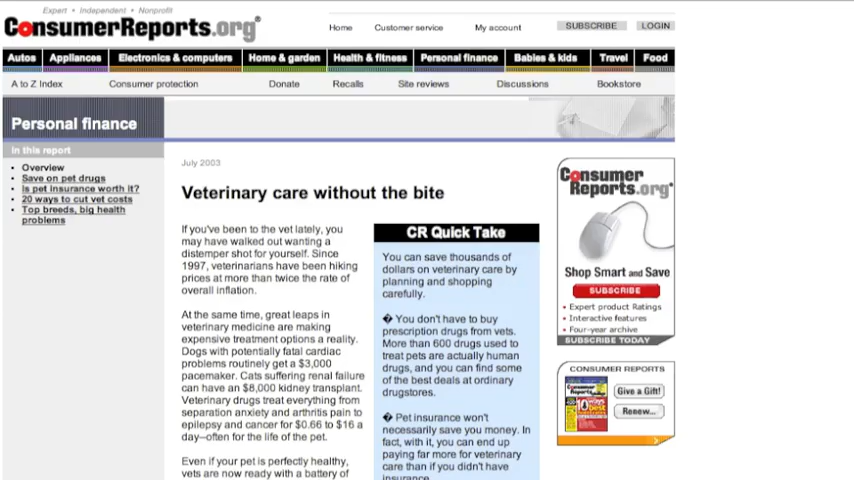 Expert • Independent • Nonprofit
ConsumerReports.org®
Home
Customer service
My account
SUBSCRIBE
LOGIN
Autos
Appliances
Electronics & computers
Home & garden
Health & fitness
Personal finance
Babies & kids
Travel
Food
A to Z Index
Consumer protection
Donate
Recalls
Site reviews
Discussions
Bookstore
Personal finance
In this report
• Overview
• Save on pet drugs
• Is pet insurance worth it?
• 20 ways to cut vet costs
• Top breeds, big health
problems
July 2003
Veterinary care without the bite
If you've been to the vet lately, you
may have walked out wanting a
distemper shot for yourself. Since
1997, veterinarians have been hiking
prices at more than twice the rate of
overall inflation.
At the same time, great leaps in
veterinary medicine are making
expensive treatment options a reality.
Dogs with potentially fatal cardiac
problems routinely get a $3,000
pacemaker. Cats suffering renal failure
can have an $8,000 kidney transplant.
Veterinary drugs treat everything from
separation anxiety and arthritis pain to
epilepsy and cancer for $0.66 to $16 a
day--often for the life of the pet.
Even if your pet is perfectly healthy,
vets are now ready with a battery of
CR Quick Take
You can save thousands of
dollars on veterinary care by
planning and shopping
carefully.
� You don't have to buy
prescription drugs from vets.
More than 600 drugs used to
treat pets are actually human
drugs, and you can find some
of the best deals at ordinary
drugstores.
� Pet insurance won't
necessarily save you money. In
fact, with it, you can end up
paying far more for veterinary
care than if you didn't have
insurance.
Consumer
Reports.org®
Shop Smart and Save
SUBSCRIBE
• Expert product Ratings
• Interactive features
• Four-year archive
SUBSCRIBE TODAY
CONSUMER REPORTS
Give a Gift!
Renew...